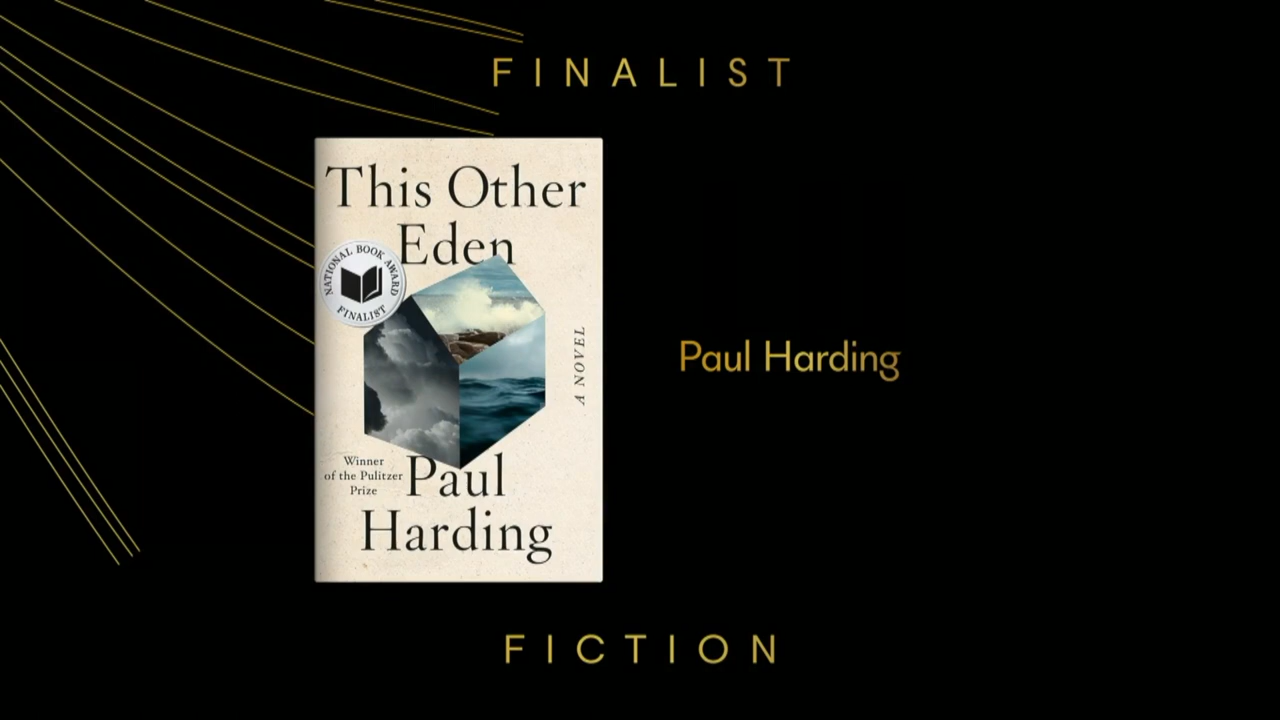 FINALIST
This Other
Eden
NATIONAL BOOK AWARD
FINALIST
A NOVEL
Winner
of the Pulitzer
Prize
Paul
Harding
Paul Harding
FICTION